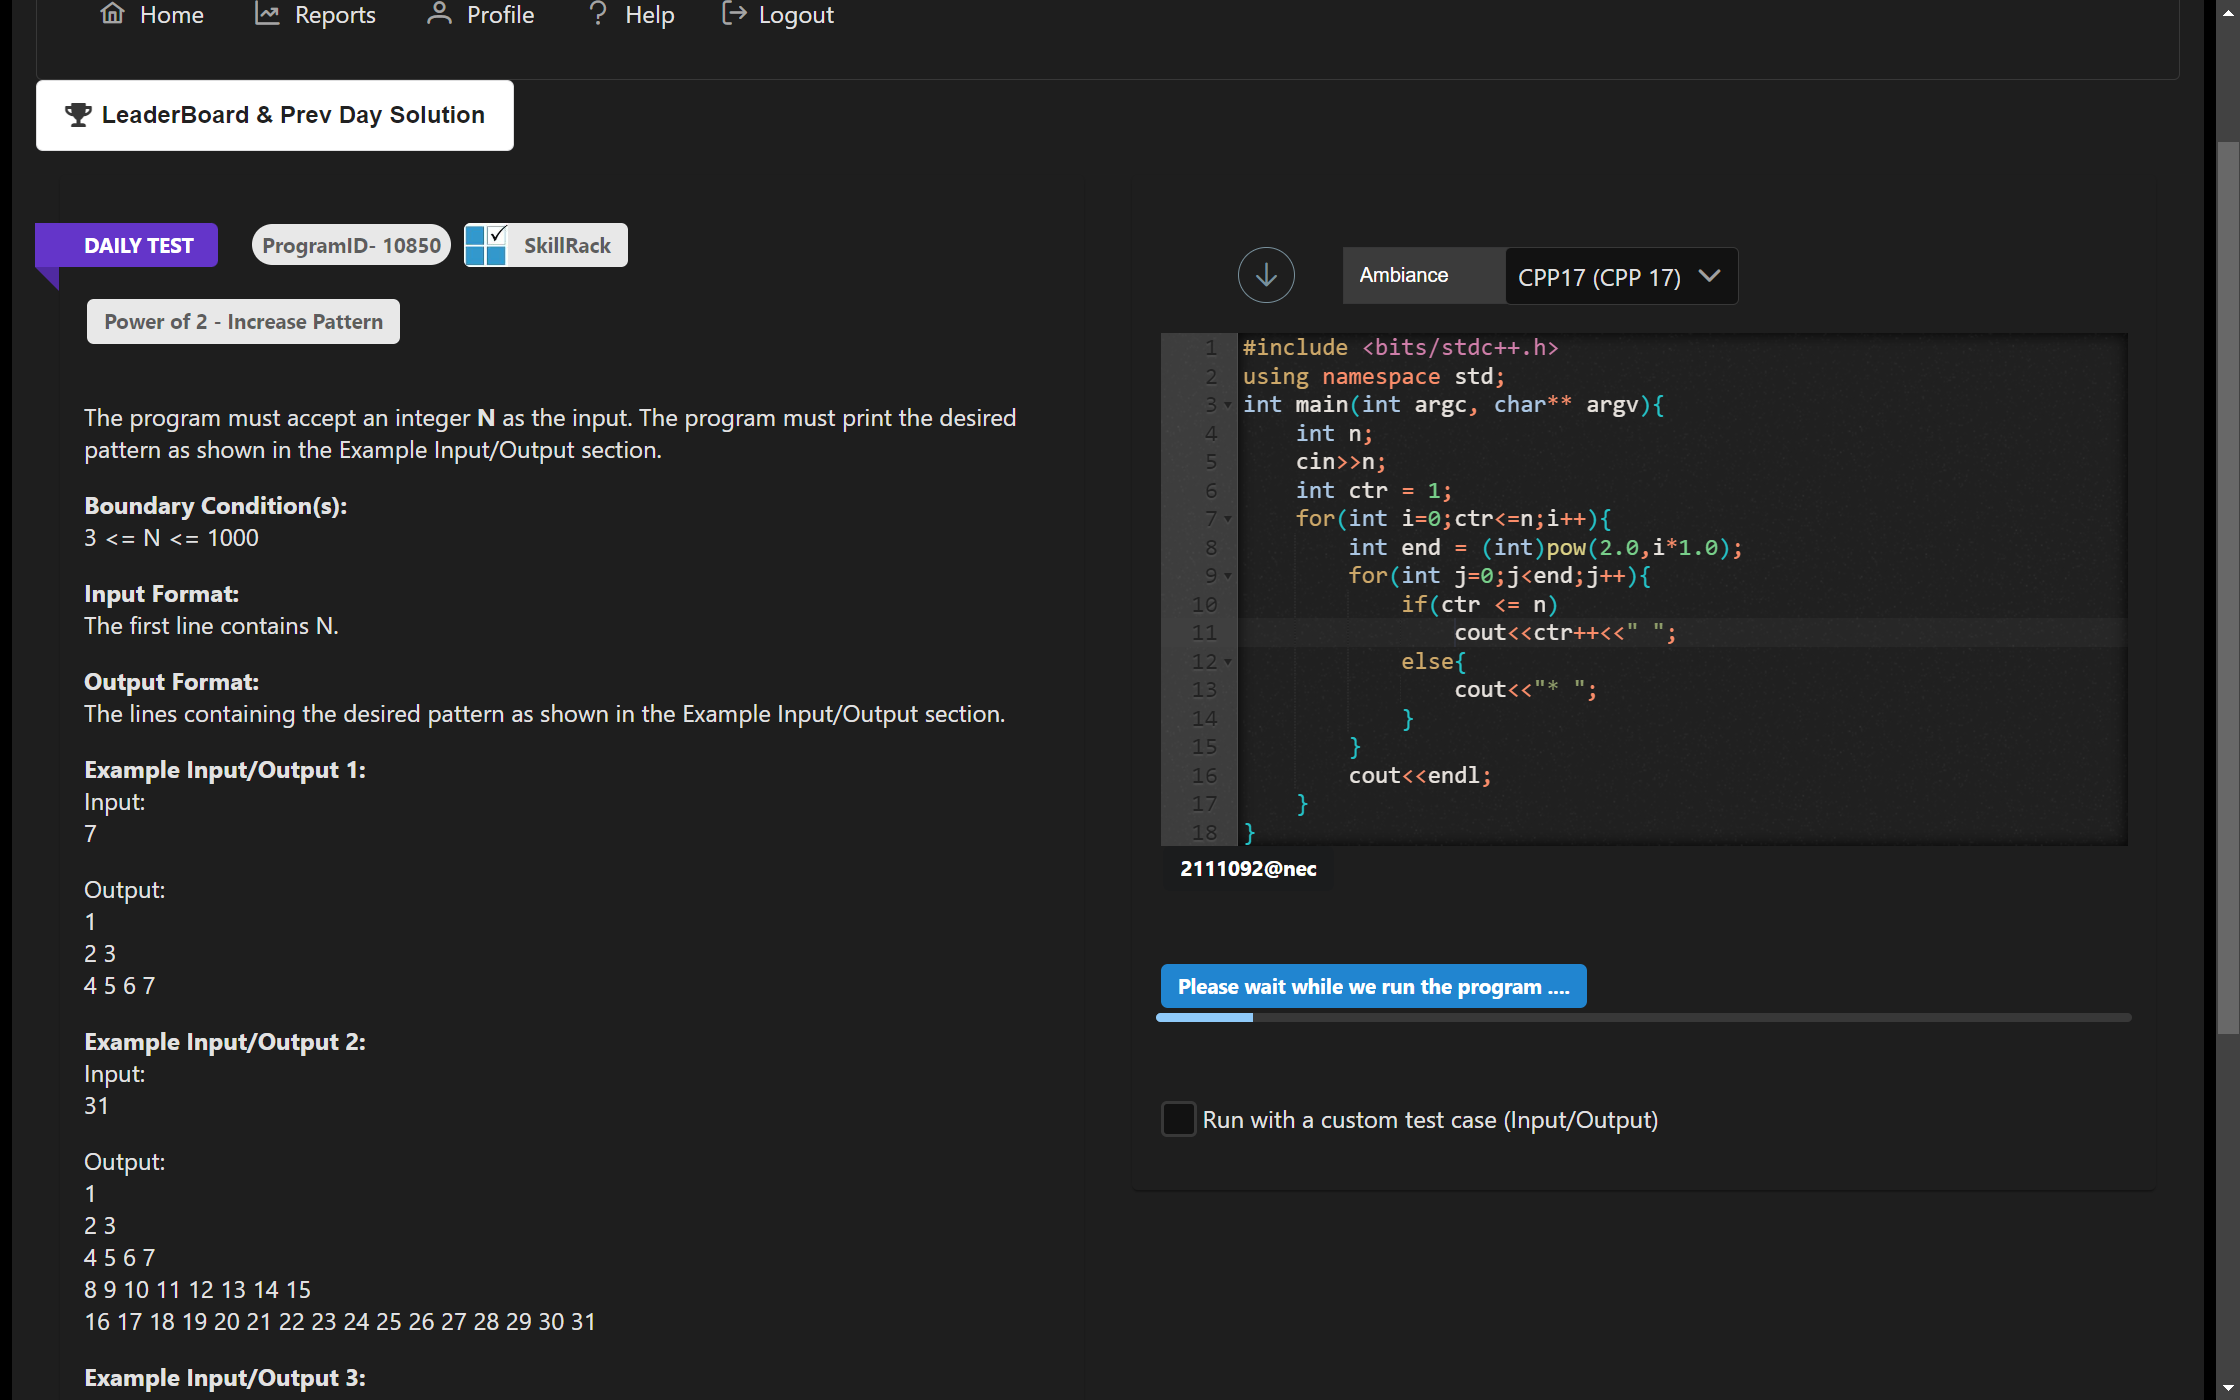 Home Reports Profile ? Help Logout
LeaderBoard & Prev Day Solution
DAILY TEST ProgramID- 10850 SkillRack
Power of 2 - Increase Pattern
The program must accept an integer N as the input. The program must print the desired
pattern as shown in the Example Input/Output section.
Boundary Condition(s):
3 <= N <= 1000
Input Format:
The first line contains N.
Output Format:
The lines containing the desired pattern as shown in the Example Input/Output section.
Example Input/Output 1:
Input:
7
Output:
1
2 3
4 5 6 7
Example Input/Output 2:
Input:
31
Output:
1
2 3
4 5 6 7
8 9 10 11 12 13 14 15
16 17 18 19 20 21 22 23 24 25 26 27 28 29 30 31
Example Input/Output 3:
Ambiance CPP17 (CPP 17)
1 #include <bits/stdc++.h>
2 using namespace std;
3 int main(int argc, char** argv){
4 int n;
5 cin>>n;
6 int ctr = 1;
7 for(int i=0;ctr<=n;i++){
8 int end = (int)pow(2.0,i*1.0);
9 for(int j=0;j<end;j++){
10 if(ctr <= n)
11 cout<<ctr++<<" ";
12 else{
13 cout<<"* ";
14 }
15 }
16 cout<<endl;
17 }
18 }
2111092@nec
Please wait while we run the program ....
Run with a custom test case (Input/Output)